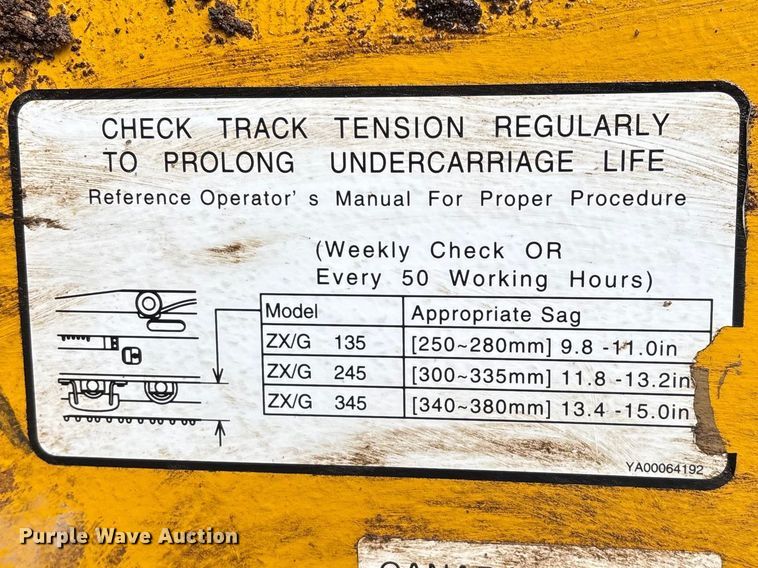 CHECK TRACK TENSION REGULARLY
TO PROLONG UNDERCARRIAGE LIFE
Reference Operator's Manual For Proper Procedure
(Weekly Check OR
Every 50 Working Hours)
Model Appropriate Sag
ZX/G 135 [250~280mm] 9.8 -11.0in
ZX/G 245 [300~335mm] 11.8 -13.2in
ZX/G 345 [340~380mm] 13.4 -15.0in
YA00064192
Purple Wave Auction